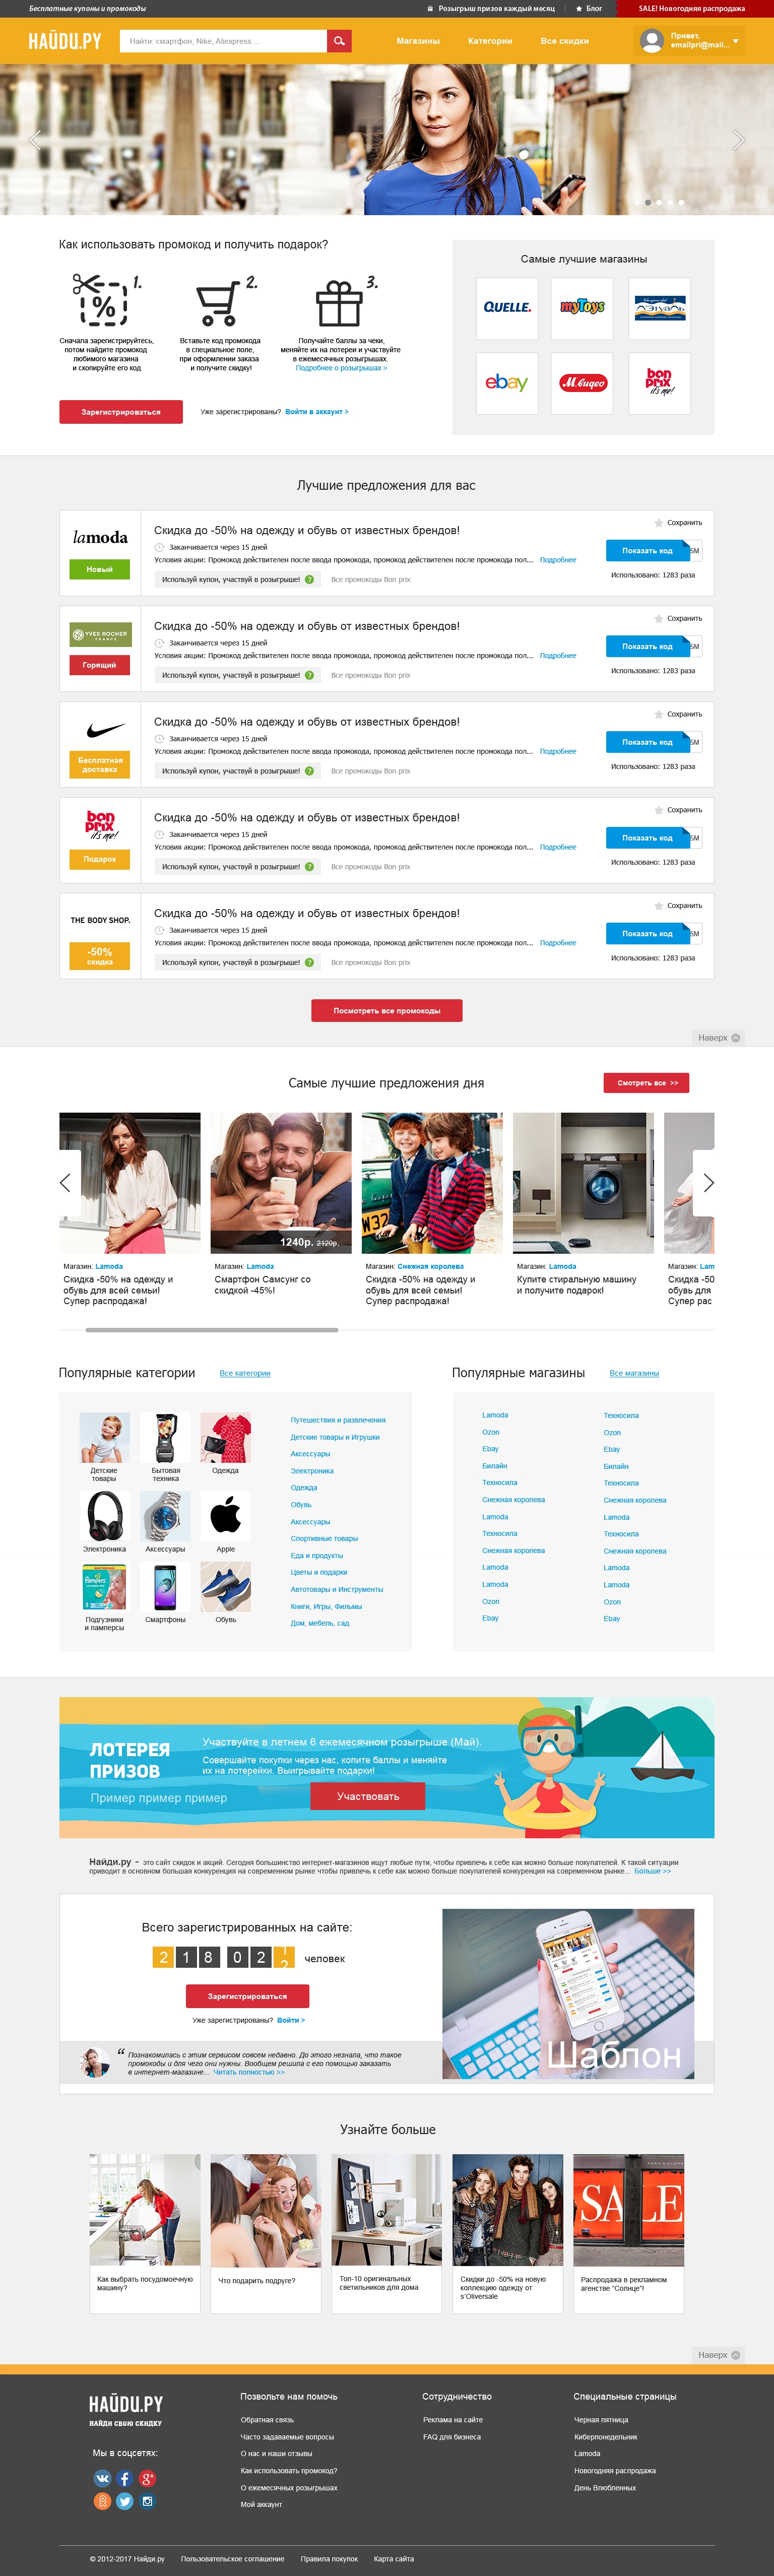 Бесплатные купоны и промокоды
Розыгрыш призов каждый месяц
Блог
SALE! Новогодняя распродажа
НАЙDU.РУ
Найти: смартфон, Nike, Aliexpress ...
Магазины
Категории
Все скидки
Привет,
emailpri@mail...
Как использовать промокод и получить подарок?
1.
Сначала зарегистрируйтесь,
потом найдите промокод
любимого магазина
и скопируйте его код
2.
Вставьте код промокода
в специальное поле,
при оформлении заказа
и получите скидку!
3.
Получайте баллы за чеки,
меняйте их на лотереи и участвуйте
в ежемесячных розыгрышах.
Подробнее о розыгрышах >
Зарегистрироваться
Уже зарегистрированы? Войти в аккаунт >
Самые лучшие магазины
QUELLE.
myToys
Л'ЭТУАЛЬ
ebay
М.видео
bon
prix
it's me!
Лучшие предложения для вас
lamoda
Новый
Скидка до -50% на одежду и обувь от известных брендов!
Заканчивается через 15 дней
Условия акции: Промокод действителен после ввода промокода, промокод действителен после промокода пол... Подробнее
Используй купон, участвуй в розыгрыше! ?
Все промокоды Bon prix
Сохранить
Показать код
5M
Использовано: 1283 раза
YVES ROCHER
FRANCE
Горящий
Скидка до -50% на одежду и обувь от известных брендов!
Заканчивается через 15 дней
Условия акции: Промокод действителен после ввода промокода, промокод действителен после промокода пол... Подробнее
Используй купон, участвуй в розыгрыше! ?
Все промокоды Bon prix
Сохранить
Показать код
5M
Использовано: 1283 раза
Бесплатная
доставка
Скидка до -50% на одежду и обувь от известных брендов!
Заканчивается через 15 дней
Условия акции: Промокод действителен после ввода промокода, промокод действителен после промокода пол... Подробнее
Используй купон, участвуй в розыгрыше! ?
Все промокоды Bon prix
Сохранить
Показать код
5M
Использовано: 1283 раза
bon
prix
it's me!
Подарок
Скидка до -50% на одежду и обувь от известных брендов!
Заканчивается через 15 дней
Условия акции: Промокод действителен после ввода промокода, промокод действителен после промокода пол... Подробнее
Используй купон, участвуй в розыгрыше! ?
Все промокоды Bon prix
Сохранить
Показать код
5M
Использовано: 1283 раза
THE BODY SHOP.
-50%
скидка
Скидка до -50% на одежду и обувь от известных брендов!
Заканчивается через 15 дней
Условия акции: Промокод действителен после ввода промокода, промокод действителен после промокода пол... Подробнее
Используй купон, участвуй в розыгрыше! ?
Все промокоды Bon prix
Сохранить
Показать код
5M
Использовано: 1283 раза
Посмотреть все промокоды
Наверх
Самые лучшие предложения дня
Смотреть все >>
Магазин: Lamoda
Скидка -50% на одежду и
обувь для всей семьи!
Супер распродажа!
1240р. 2120р.
Магазин: Lamoda
Смартфон Самсунг со
скидкой -45%!
WC
W32
Магазин: Снежная королева
Скидка -50% на одежду и
обувь для всей семьи!
Супер распродажа!
Магазин: Lamoda
Купите стиральную машину
и получите подарок!
Магазин: Lam
Скидка -50
обувь для
Супер рас
Популярные категории
Все категории
Детские
товары
Бытовая
техника
Одежда
Электроника
Аксессуары
Apple
Pampers
Подгузники
и памперсы
Смартфоны
Обувь
Путешествия и развлечения
Детские товары и Игрушки
Аксессуары
Электроника
Одежда
Обувь
Аксессуары
Спортивные товары
Еда и продукты
Цветы и подарки
Автотовары и Инструменты
Книги, Игры, Фильмы
Дом, мебель, сад
Популярные магазины
Все магазины
Lamoda
Ozon
Ebay
Билайн
Техносила
Снежная королева
Lamoda
Техносила
Снежная королева
Lamoda
Lamoda
Ozon
Ebay
Техносила
Ozon
Ebay
Билайн
Техносила
Снежная королева
Lamoda
Техносила
Снежная королева
Lamoda
Lamoda
Ozon
Ebay
ЛОТЕРЕЯ
ПРИЗОВ
Пример пример пример
Участвуйте в летнем 6 ежемесячном розыгрыше (Май).
Совершайте покупки через нас, копите баллы и меняйте
их на лотерейки. Выигрывайте подарки!
Участвовать
Найди.ру - это сайт скидок и акций. Сегодня большинство интернет-магазинов ищут любые пути, чтобы привлечь к себе как можно больше покупателей. К такой ситуации
приводит в основном большая конкуренция на современном рынке чтобы привлечь к себе как можно больше покупателей конкуренция на современном рынке... Больше >>
Всего зарегистрированных на сайте:
2 1 8 0 2 1 2 человек
Зарегистрироваться
Уже зарегистрированы? Войти >
“ Познакомилась с этим сервисом совсем недавно. До этого незнала, что такое
промокоды и для чего они нужны. Вообщем решила с его помощью заказать
в интернет-магазине... Читать полностью >>
Шаблон
Узнайте больше
Как выбрать посудомоечную
машину?
Что подарить подруге?
Топ-10 оригинальных
светильников для дома
Скидки до -50% на новую
коллекцию одежду от
s'Oliversale
SALE
Распродажа в рекламном
агенстве "Солнце"!
Наверх
НАЙDU.РУ
НАЙДИ СВОЮ СКИДКУ
Мы в соцсетях:
Позвольте нам помочь
Обратная связь
Часто задаваемые вопросы
О нас и наши отзывы
Как использовать промокод?
О ежемесячных розыгрышах
Мой аккаунт
Сотрудничество
Реклама на сайте
FAQ для бизнеса
Специальные страницы
Черная пятница
Киберпонедельник
Lamoda
Новогодняя распродажа
День Влюбленных
© 2012-2017 Найди.ру
Пользовательское соглашение
Правила покупок
Карта сайта